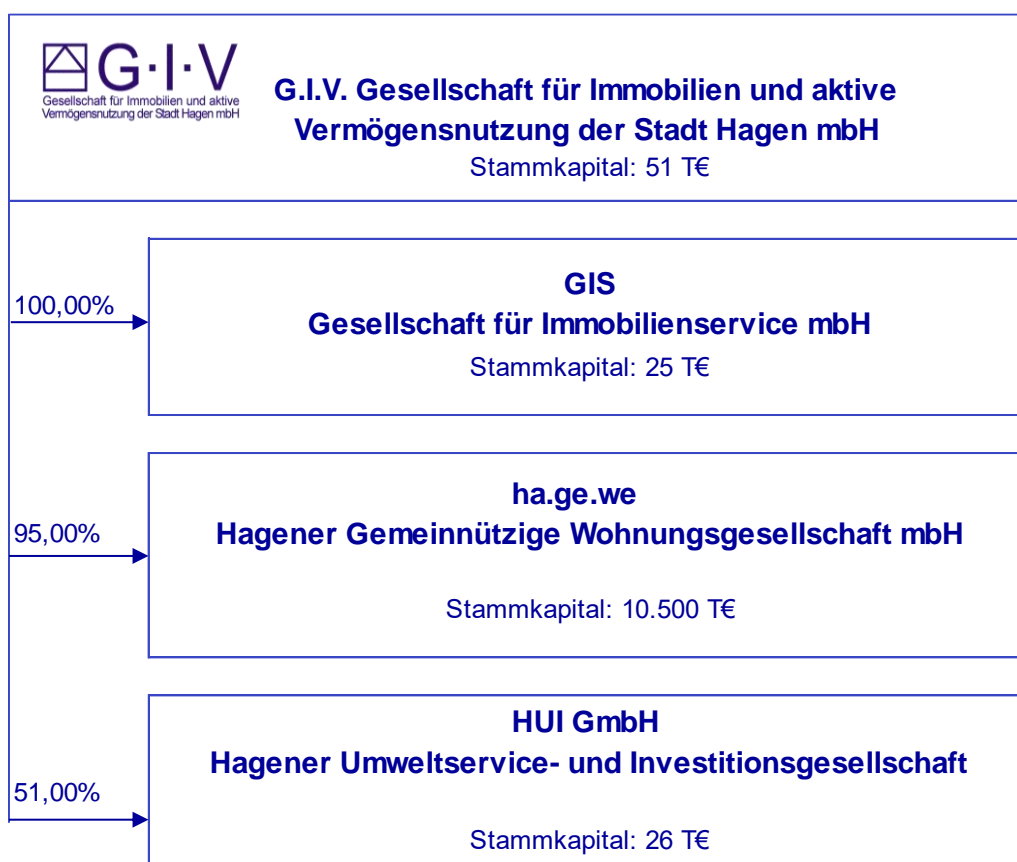 G·I·V
Gesellschaft für Immobilien und aktive
Vermögensnutzung der Stadt Hagen mbH
G.I.V. Gesellschaft für Immobilien und aktive
Vermögensnutzung der Stadt Hagen mbH
Stammkapital: 51 T€
100,00%
GIS
Gesellschaft für Immobilienservice mbH
Stammkapital: 25 T€
95,00%
ha.ge.we
Hagener Gemeinnützige Wohnungsgesellschaft mbH
Stammkapital: 10.500 T€
51,00%
HUI GmbH
Hagener Umweltservice- und Investitionsgesellschaft
Stammkapital: 26 T€